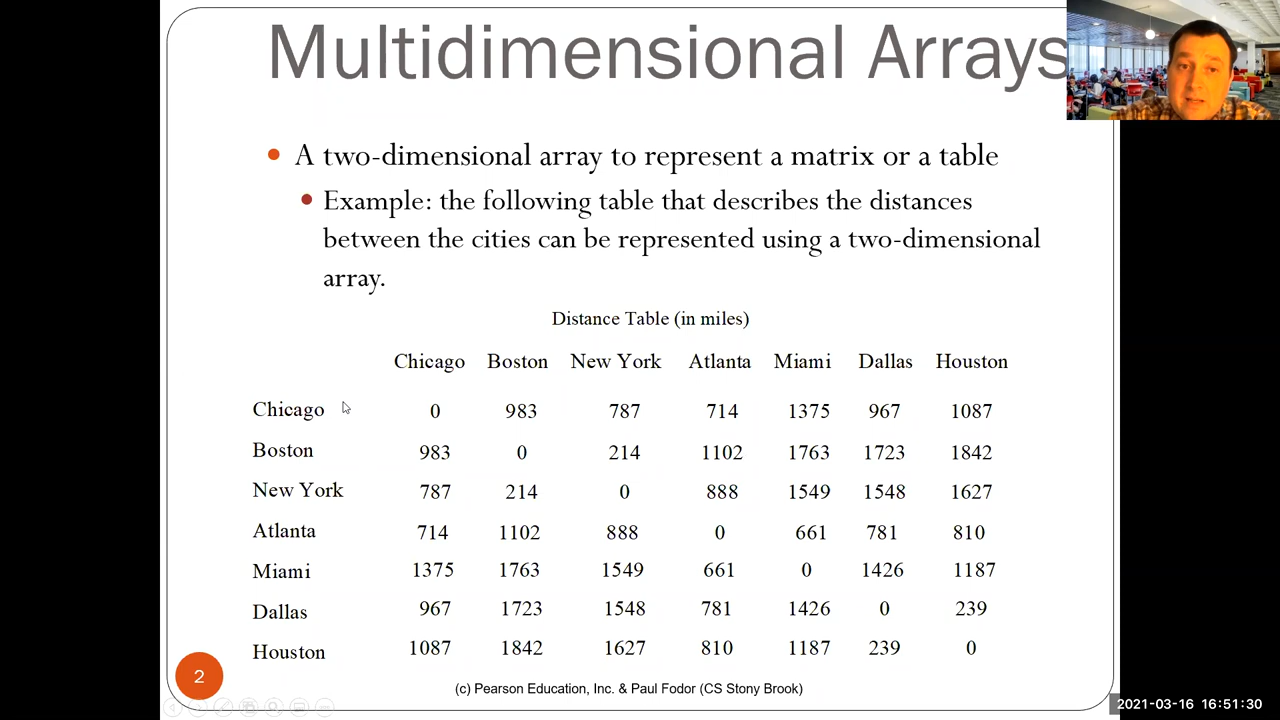 Multidimensional Arrays
A two-dimensional array to represent a matrix or a table
Example: the following table that describes the distances
between the cities can be represented using a two-dimensional
array.
Distance Table (in miles)
Chicago Boston New York Atlanta Miami Dallas Houston
Chicago 0 983 787 714 1375 967 1087
Boston 983 0 214 1102 1763 1723 1842
New York 787 214 0 888 1549 1548 1627
Atlanta 714 1102 888 0 661 781 810
Miami 1375 1763 1549 661 0 1426 1187
Dallas 967 1723 1548 781 1426 0 239
Houston 1087 1842 1627 810 1187 239 0
2
(c) Pearson Education, Inc. & Paul Fodor (CS Stony Brook)
2021-03-16 16:51:30